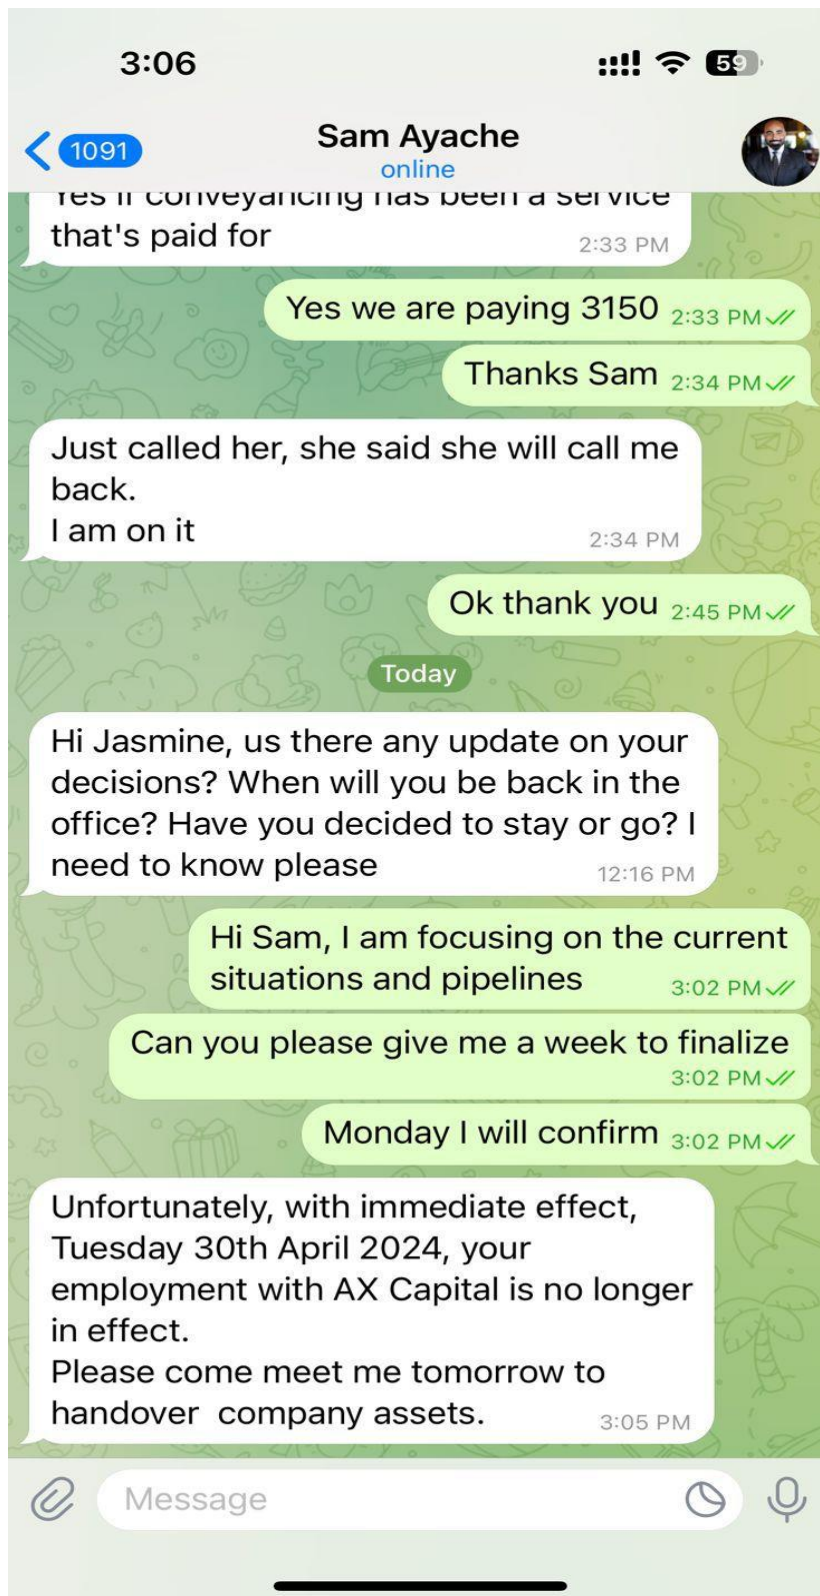 3:06
59
1091
Sam Ayache
online
Yes if conveyancing has been a service
that's paid for
2:33 PM
Yes we are paying 3150 2:33 PM
Thanks Sam 2:34 PM
Just called her, she said she will call me
back.
I am on it
2:34 PM
Ok thank you 2:45 PM
Today
Hi Jasmine, us there any update on your
decisions? When will you be back in the
office? Have you decided to stay or go? I
need to know please
12:16 PM
Hi Sam, I am focusing on the current
situations and pipelines
3:02 PM
Can you please give me a week to finalize
3:02 PM
Monday I will confirm 3:02 PM
Unfortunately, with immediate effect,
Tuesday 30th April 2024, your
employment with AX Capital is no longer
in effect.
Please come meet me tomorrow to
handover company assets.
3:05 PM
Message